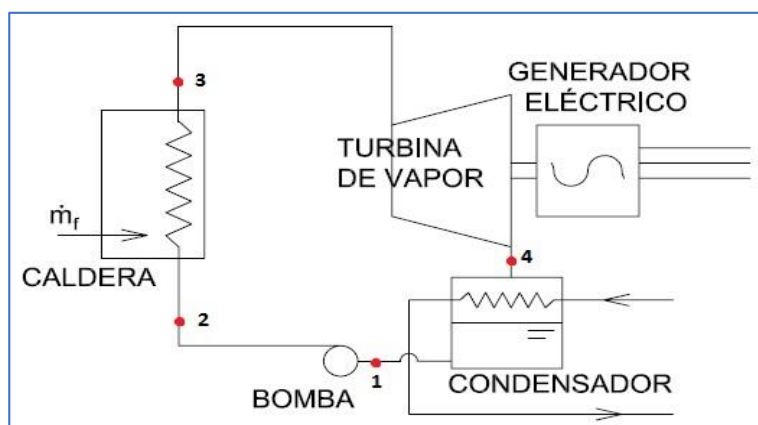 3
GENERADOR
ELÉCTRICO
TURBINA
DE VAPOR
ṁf
CALDERA
4
2
1
BOMBA
CONDENSADOR